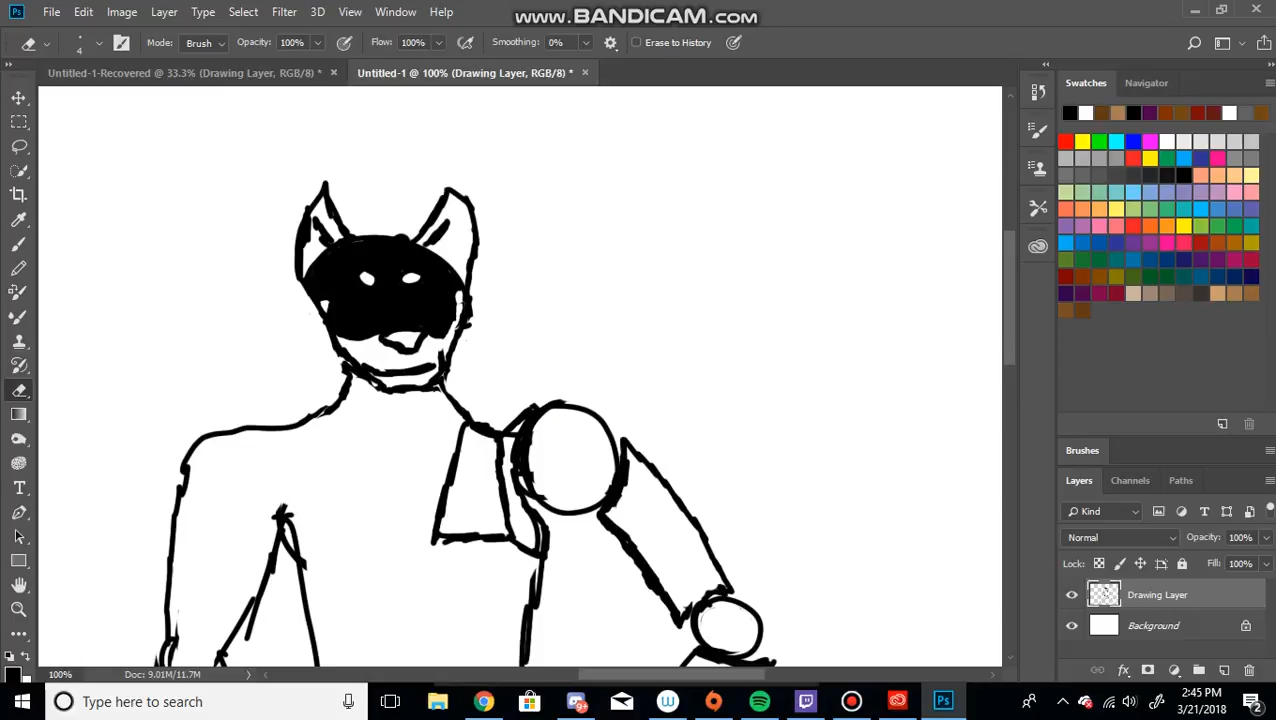 File Edit Image Layer Type Select Filter 3D View Window Help
www.BANDICAM.com
4 Mode: Brush Opacity: 100% Flow: 100% Smoothing: 0% Erase to History
Untitled-1-Recovered @ 33.3% (Drawing Layer, RGB/8) * × Untitled-1 @ 100% (Drawing Layer, RGB/8) * ×
Swatches Navigator
Brushes
Layers Channels Paths
Kind
Normal Opacity: 100%
Lock: Fill: 100%
Drawing Layer
Background
100% Doc: 9.01M/11.7M
Type here to search
2:45 PM
3/21/2018